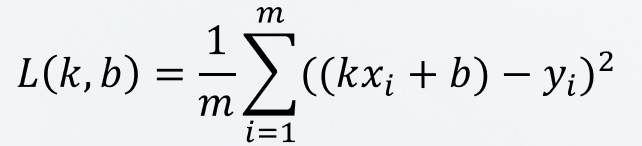 L(k, b) = \frac{1}{m} \sum_{i=1}^{m} ((kx_i + b) − y_i)^2